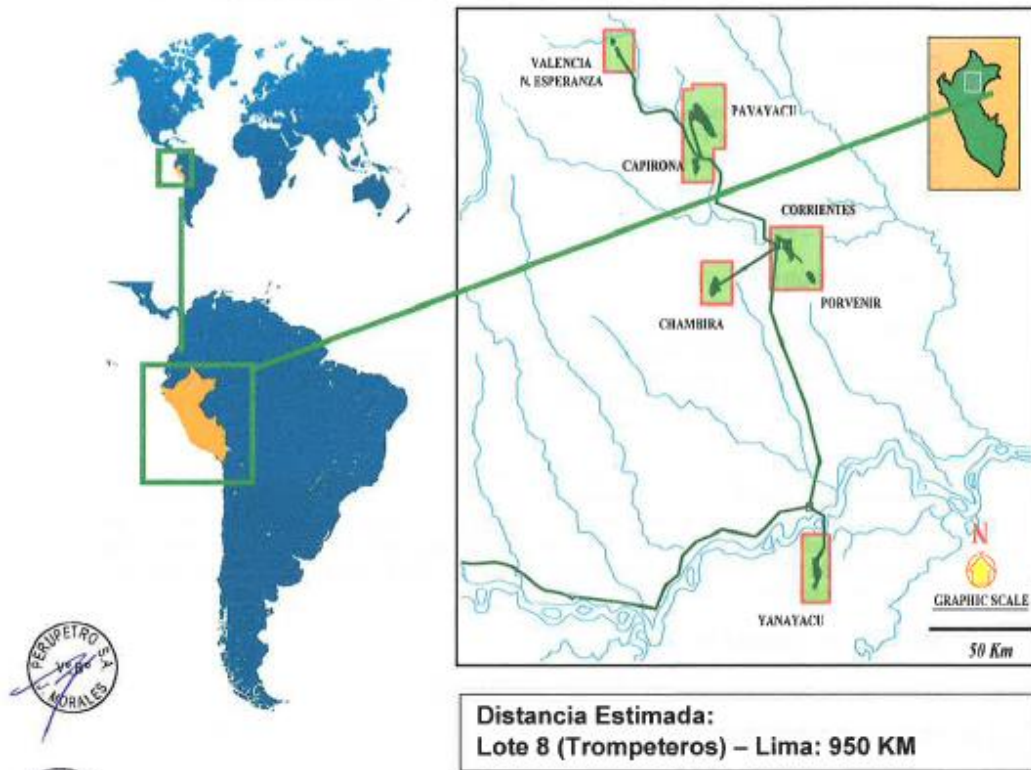 VALENCIA
N. ESPERANZA
PAVAYACU
CAPIRONA
CORRIENTES
CHAMBIRA
PORVENIR
YANAYACU
N
GRAPHIC SCALE
50 Km
PERUPETRO S.A.
VºBº
J. MORALES
Distancia Estimada:
Lote 8 (Trompeteros) – Lima: 950 KM